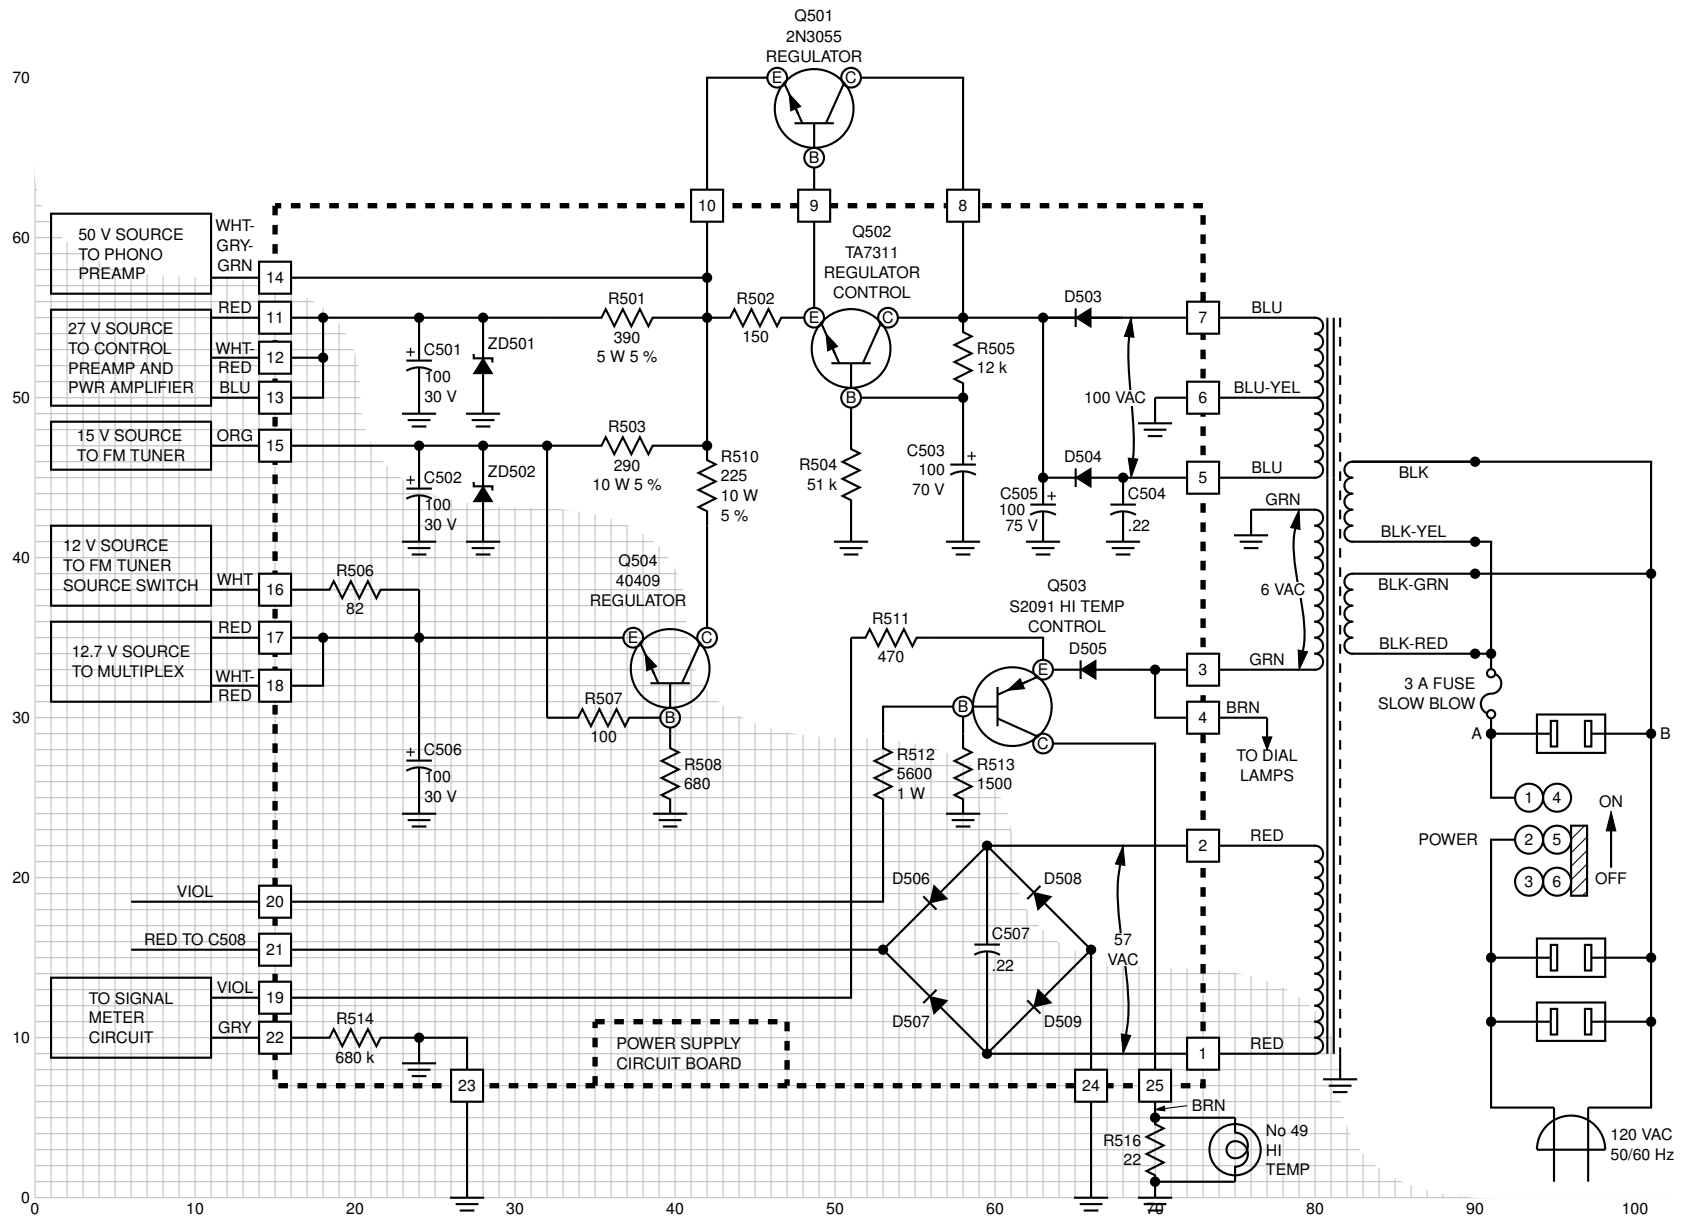 Q501
2N3055
REGULATOR
70
E
C
B
10
9
8
60
50 V SOURCE
TO PHONO
PREAMP
WHT-
GRY-
GRN
14
Q502
TA7311
REGULATOR
CONTROL
E
C
B
27 V SOURCE
TO CONTROL
PREAMP AND
PWR AMPLIFIER
RED
11
WHT-
12
RED
BLU
13
+
C501
100
30 V
ZD501
R501
390
5 W 5 %
R502
150
R505
12 k
D503
7
BLU
6
BLU-YEL
100 VAC
50
15 V SOURCE
TO FM TUNER
ORG
15
+
C502
100
30 V
ZD502
R503
290
10 W 5 %
R510
225
10 W
5 %
R504
51 k
C503
100
70 V
+
D504
5
BLU
C505
100
75 V
+
C504
.22
GRN
BLK
BLK-YEL
40
12 V SOURCE
TO FM TUNER
SOURCE SWITCH
WHT
16
R506
82
Q504
40409
REGULATOR
E
C
B
Q503
S2091 HI TEMP
CONTROL
6 VAC
BLK-GRN
12.7 V SOURCE
TO MULTIPLEX
RED
17
WHT-
18
RED
R511
470
D505
E
B
C
3
GRN
BLK-RED
3 A FUSE
SLOW BLOW
30
R507
100
4
BRN
TO DIAL
LAMPS
A
B
+
C506
100
30 V
R508
680
R512
5600
1 W
R513
1500
1
4
ON
POWER
2
5
3
6
OFF
2
RED
20
VIOL
20
D506
D508
RED TO C508
21
C507
.22
57
VAC
TO SIGNAL
METER
CIRCUIT
VIOL
19
GRY
22
R514
680 k
D507
D509
10
POWER SUPPLY
CIRCUIT BOARD
1
RED
23
24
25
BRN
R516
22
No 49
HI
TEMP
120 VAC
50/60 Hz
0
0
10
20
30
40
50
60
70
80
90
100